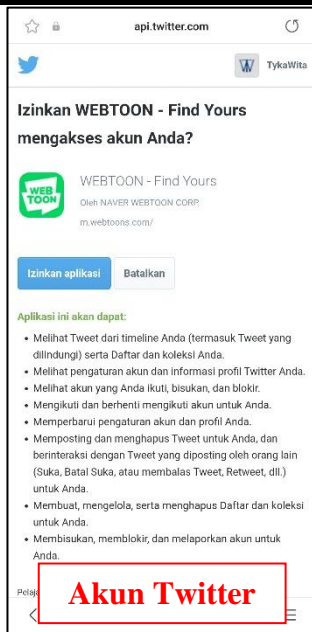 api.twitter.com
TykaWita
Izinkan WEBTOON - Find Yours
mengakses akun Anda?
WEB
TOON
WEBTOON - Find Yours
Oleh NAVER WEBTOON CORP.
m.webtoons.com/
Izinkan aplikasi
Batalkan
Aplikasi ini akan dapat:
• Melihat Tweet dari timeline Anda (termasuk Tweet yang
dilindungi) serta Daftar dan koleksi Anda.
• Melihat pengaturan akun dan informasi profil Twitter Anda.
• Melihat akun yang Anda ikuti, bisukan, dan blokir.
• Mengikuti dan berhenti mengikuti akun untuk Anda.
• Memperbarui pengaturan akun dan profil Anda.
• Memposting dan menghapus Tweet untuk Anda, dan
berinteraksi dengan Tweet yang diposting oleh orang lain
(Suka, Batal Suka, atau membalas Tweet, Retweet, dll.)
untuk Anda.
• Membuat, mengelola, serta menghapus Daftar dan koleksi
untuk Anda.
• Membisukan, memblokir, dan melaporkan akun untuk
Anda.
Akun Twitter